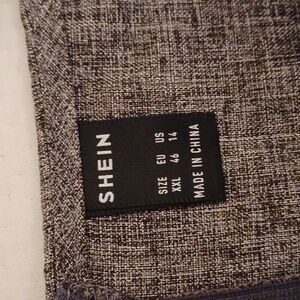 SHEIN
SIZE EU US
XXL 46 14
MADE IN CHINA